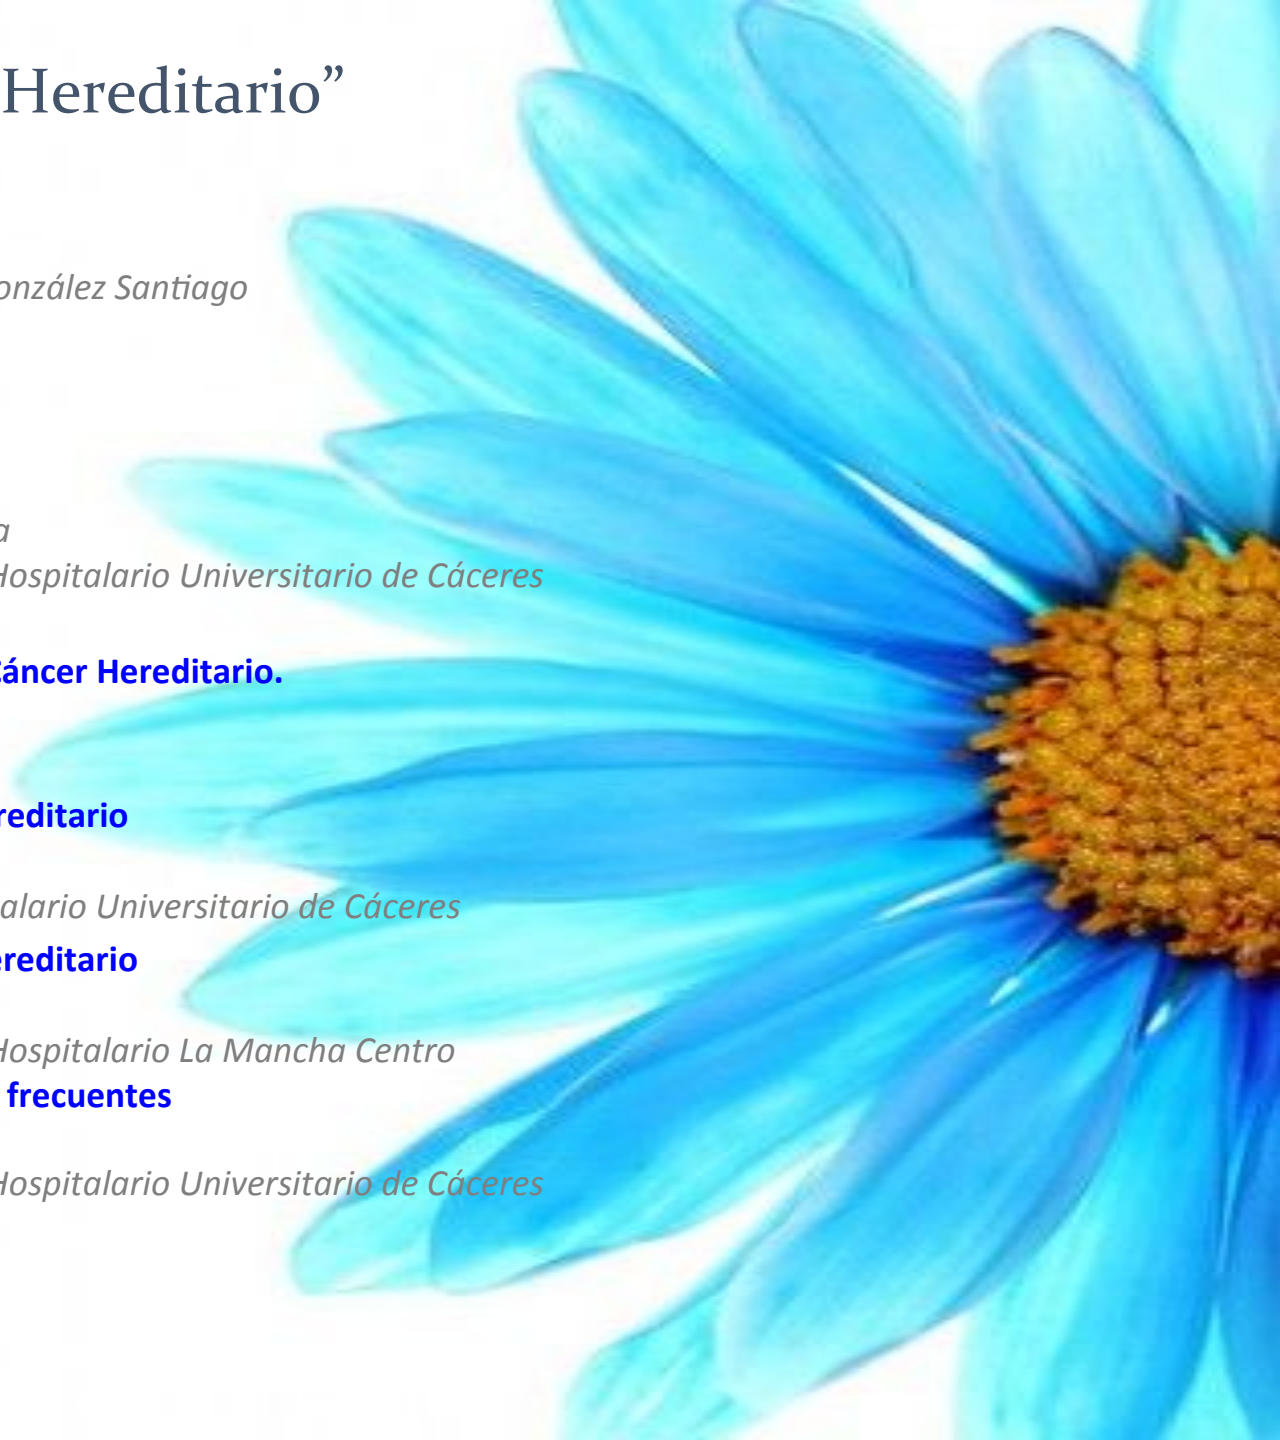 Hereditario”
onzález Santiago
a
Hospitalario Universitario de Cáceres
Cáncer Hereditario.
reditario
alario Universitario de Cáceres
ereditario
Hospitalario La Mancha Centro
frecuentes
Hospitalario Universitario de Cáceres